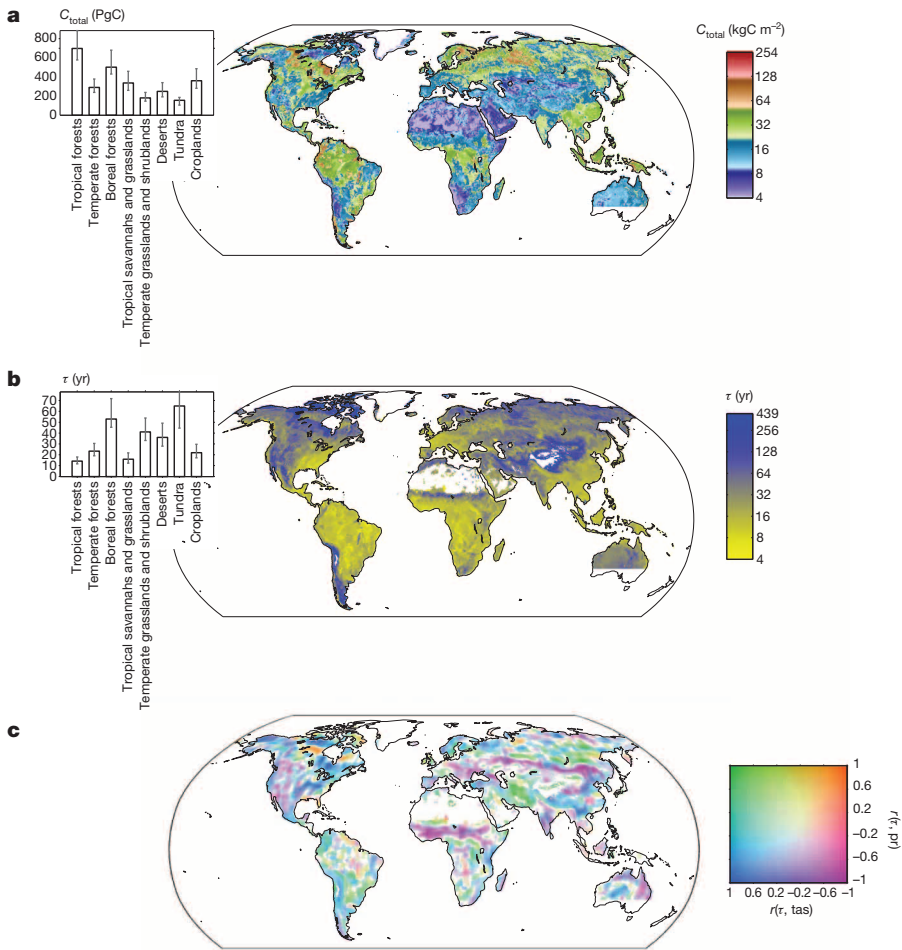 a
C_total (PgC)
800
600
400
200
0
Tropical forests
Temperate forests
Boreal forests
Tropical savannahs and grasslands
Temperate grasslands and shrublands
Deserts
Tundra
Croplands
C_total (kgC m⁻²)
254
128
64
32
16
8
4
b
τ (yr)
70
60
50
40
30
20
10
0
Tropical forests
Temperate forests
Boreal forests
Tropical savannahs and grasslands
Temperate grasslands and shrublands
Deserts
Tundra
Croplands
τ (yr)
439
256
128
64
32
16
8
4
c
1
0.6
0.2
−0.2
−0.6
−1
r(τ, pr)
1 0.6 0.2 −0.2 −0.6 −1
r(τ, tas)